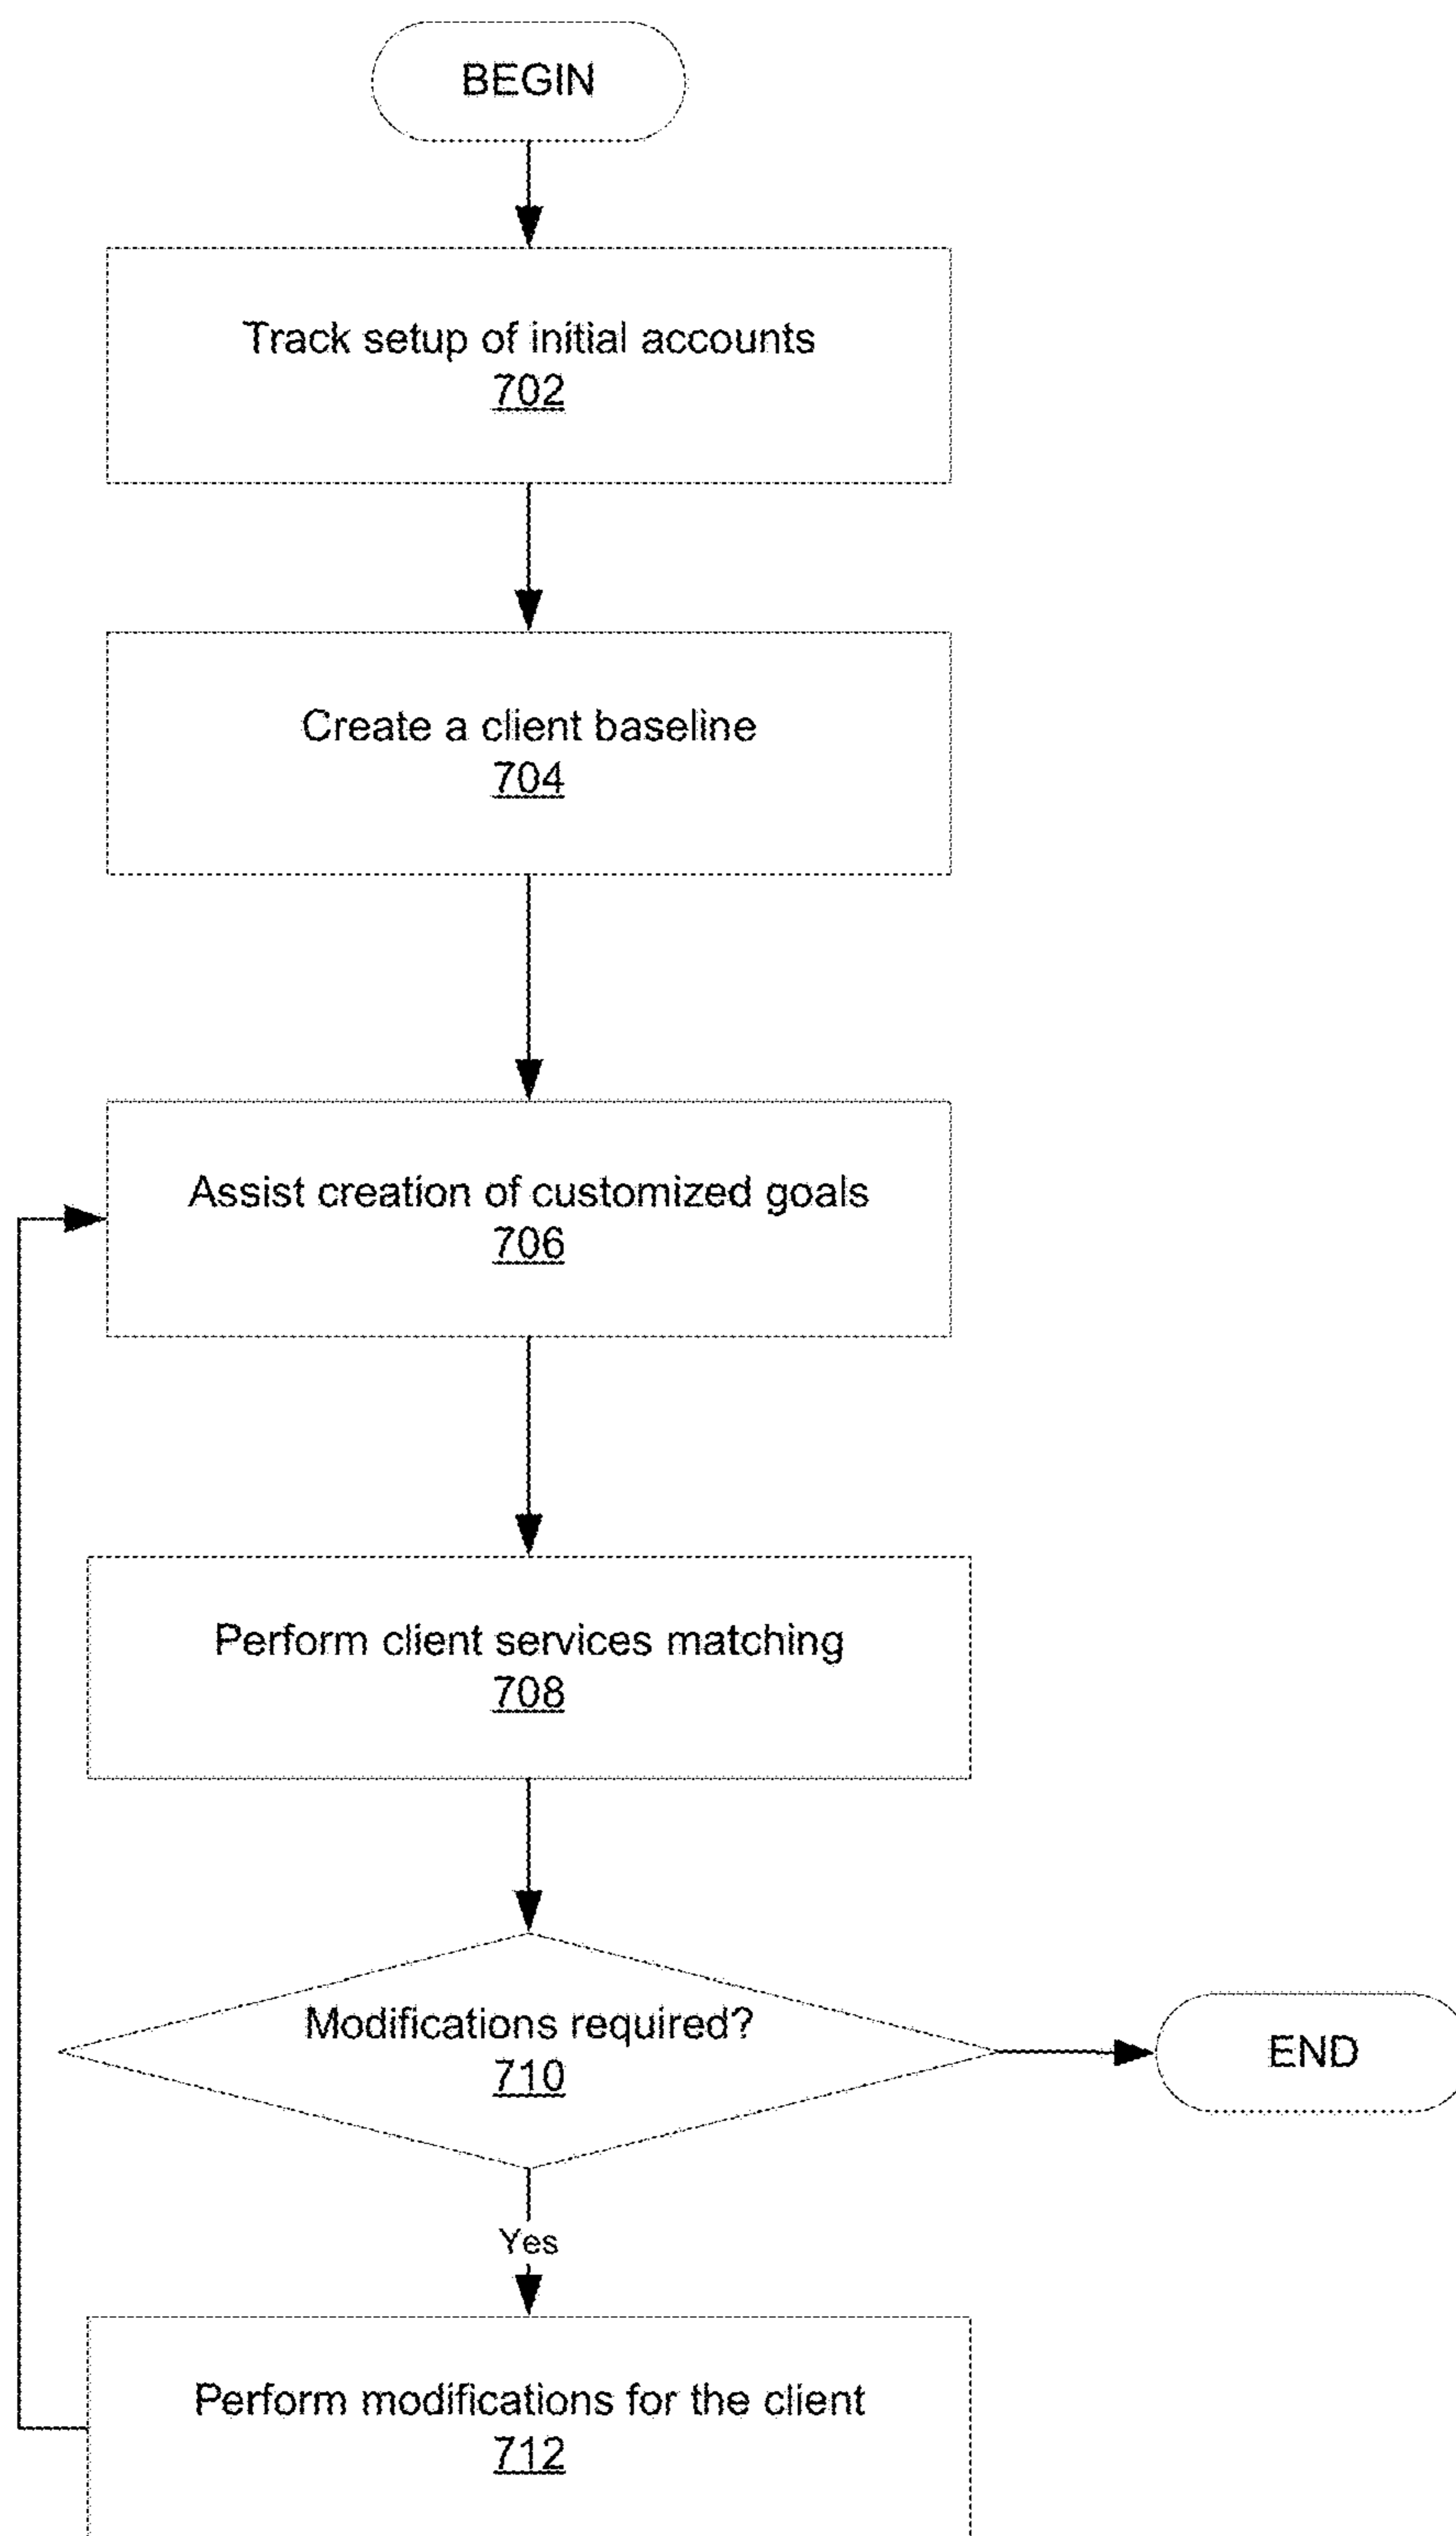 BEGIN
Track setup of initial accounts
702
Create a client baseline
704
Assist creation of customized goals
706
Perform client services matching
708
Modifications required?
710
END
Yes
Perform modifications for the client
712